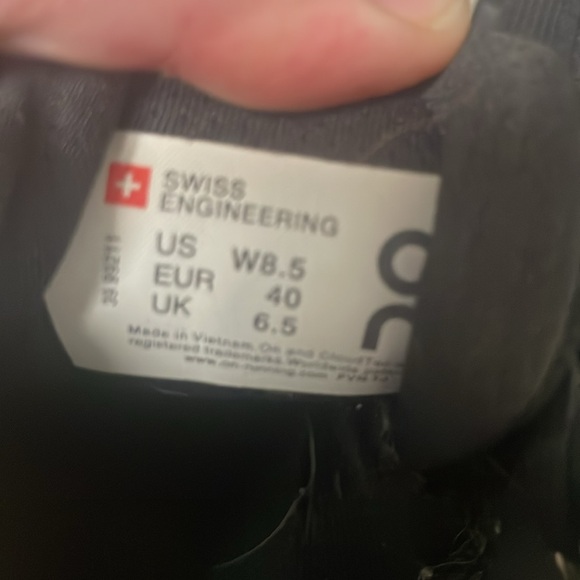 SWISS
ENGINEERING
US W8.5
EUR 40
UK 6.5
Made in Vietnam. On and CloudTec
registered trademarks. Worldwide
www.on-running.com
on